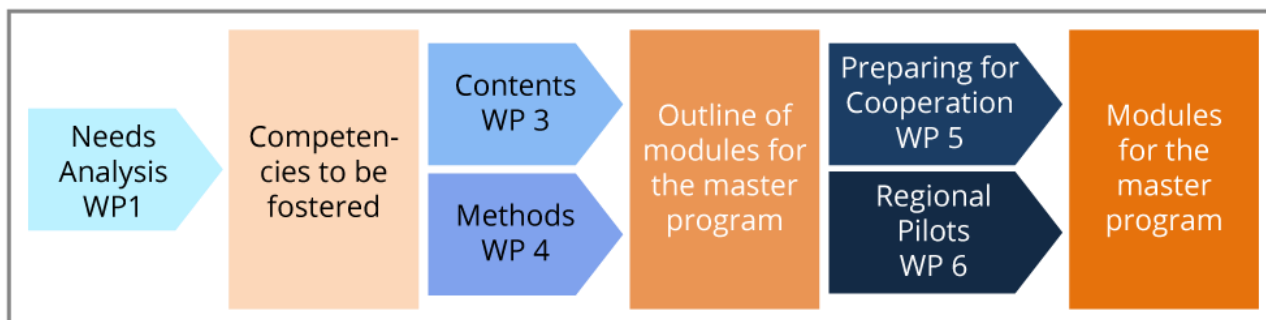 Needs
Analysis
WP1
Competen-
cies to be
fostered
Contents
WP 3
Methods
WP 4
Outline of
modules for
the master
program
Preparing for
Cooperation
WP 5
Regional
Pilots
WP 6
Modules
for the
master
program